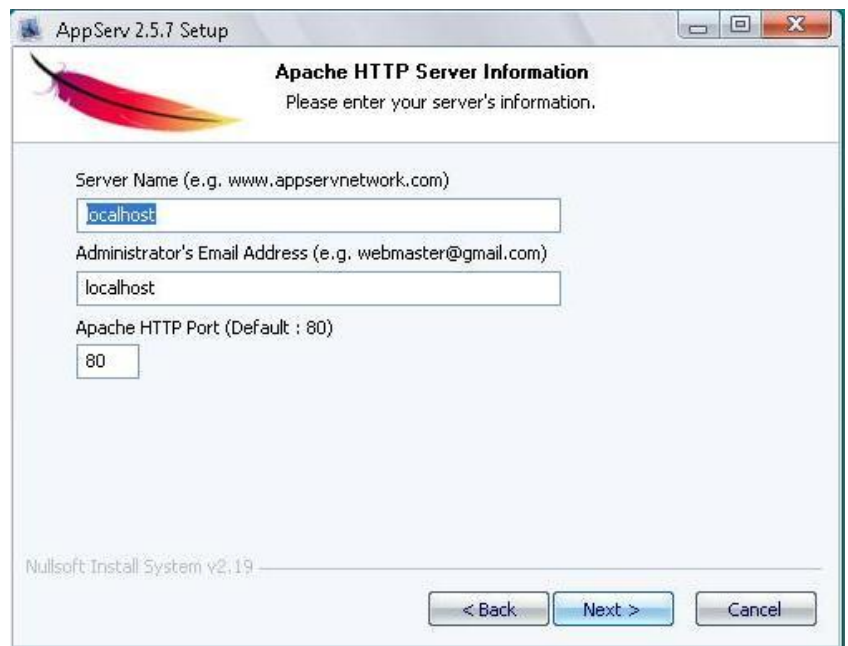 AppServ 2.5.7 Setup
Apache HTTP Server Information
Please enter your server's information.
Server Name (e.g. www.appservnetwork.com)
localhost
Administrator's Email Address (e.g. webmaster@gmail.com)
localhost
Apache HTTP Port (Default : 80)
80
Nullsoft Install System v2.19
< Back
Next >
Cancel